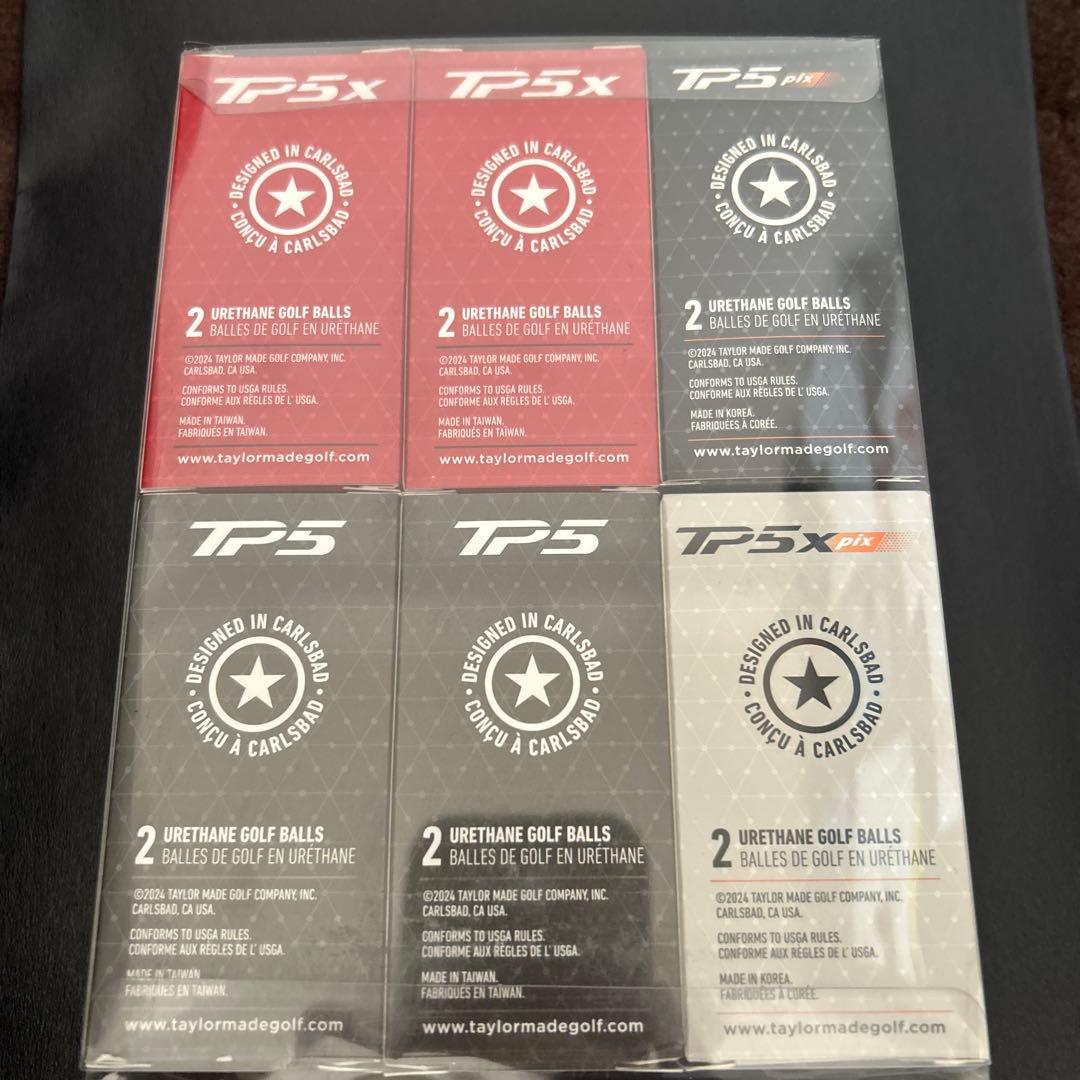 TP5x
DESIGNED IN CARLSBAD
CONÇU À CARLSBAD
2 URETHANE GOLF BALLS
BALLES DE GOLF EN URÉTHANE
©2024 TAYLOR MADE GOLF COMPANY, INC.
CARLSBAD, CA USA.
CONFORMS TO USGA RULES.
CONFORME AUX RÈGLES DE L' USGA.
MADE IN TAIWAN.
FABRIQUÉS EN TAIWAN.
www.taylormadegolf.com
TP5x
DESIGNED IN CARLSBAD
CONÇU À CARLSBAD
2 URETHANE GOLF BALLS
BALLES DE GOLF EN URÉTHANE
©2024 TAYLOR MADE GOLF COMPANY, INC.
CARLSBAD, CA USA.
CONFORMS TO USGA RULES.
CONFORME AUX RÈGLES DE L' USGA.
MADE IN TAIWAN.
FABRIQUÉS EN TAIWAN.
www.taylormadegolf.com
TP5 pix
DESIGNED IN CARLSBAD
CONÇU À CARLSBAD
2 URETHANE GOLF BALLS
BALLES DE GOLF EN URÉTHANE
©2024 TAYLOR MADE GOLF COMPANY, INC.
CARLSBAD, CA USA.
CONFORMS TO USGA RULES.
CONFORME AUX RÈGLES DE L' USGA.
MADE IN KOREA.
FABRIQUÉES À CORÉE.
www.taylormadegolf.com
TP5
DESIGNED IN CARLSBAD
CONÇU À CARLSBAD
2 URETHANE GOLF BALLS
BALLES DE GOLF EN URÉTHANE
©2024 TAYLOR MADE GOLF COMPANY, INC.
CARLSBAD, CA USA.
CONFORMS TO USGA RULES.
CONFORME AUX RÈGLES DE L' USGA.
MADE IN TAIWAN.
FABRIQUÉS EN TAIWAN.
www.taylormadegolf.com
TP5
DESIGNED IN CARLSBAD
CONÇU À CARLSBAD
2 URETHANE GOLF BALLS
BALLES DE GOLF EN URÉTHANE
©2024 TAYLOR MADE GOLF COMPANY, INC.
CARLSBAD, CA USA.
CONFORMS TO USGA RULES.
CONFORME AUX RÈGLES DE L' USGA.
MADE IN TAIWAN.
FABRIQUÉS EN TAIWAN.
www.taylormadegolf.com
TP5x pix
DESIGNED IN CARLSBAD
CONÇU À CARLSBAD
2 URETHANE GOLF BALLS
BALLES DE GOLF EN URÉTHANE
©2024 TAYLOR MADE GOLF COMPANY, INC.
CARLSBAD, CA USA.
CONFORMS TO USGA RULES.
CONFORME AUX RÈGLES DE L' USGA.
MADE IN KOREA.
FABRIQUÉES À CORÉE.
www.taylormadegolf.com